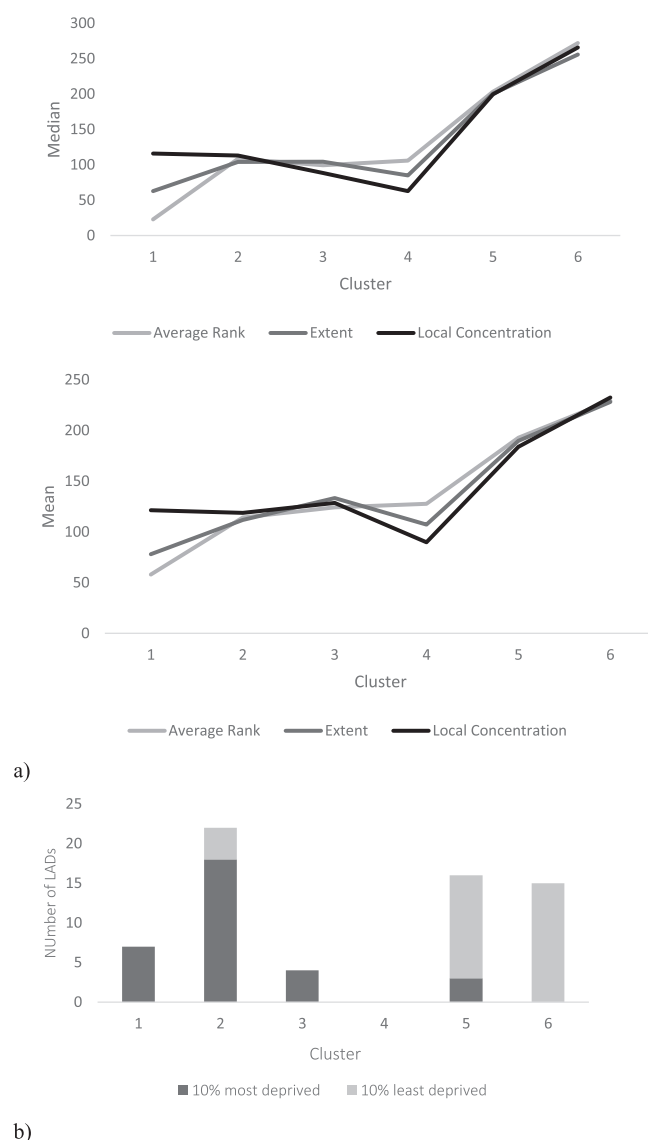 300
250
200
150
100
50
0
Median
1 2 3 4 5 6
Cluster
Average Rank Extent Local Concentration
250
200
150
100
50
0
Mean
1 2 3 4 5 6
Cluster
Average Rank Extent Local Concentration
a)
25
20
15
10
5
0
NUmber of LADs
1 2 3 4 5 6
Cluster
10% most deprived 10% least deprived
b)